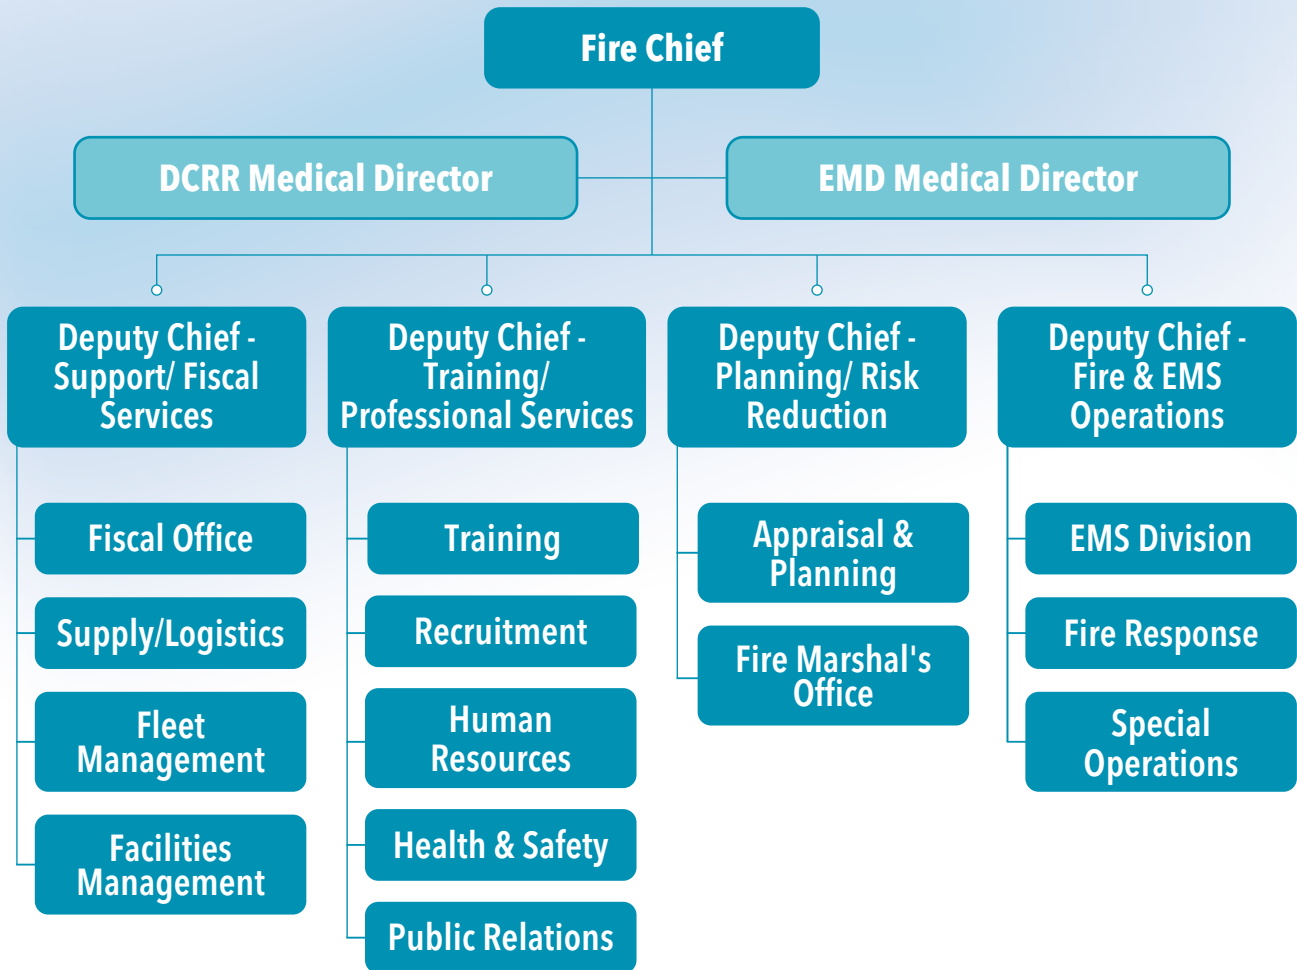 Fire Chief
DCRR Medical Director
EMD Medical Director
Deputy Chief -
Support/ Fiscal
Services
Fiscal Office
Supply/Logistics
Fleet
Management
Facilities
Management
Deputy Chief -
Training/
Professional Services
Training
Recruitment
Human
Resources
Health & Safety
Public Relations
Deputy Chief -
Planning/ Risk
Reduction
Appraisal &
Planning
Fire Marshal's
Office
Deputy Chief -
Fire & EMS
Operations
EMS Division
Fire Response
Special
Operations